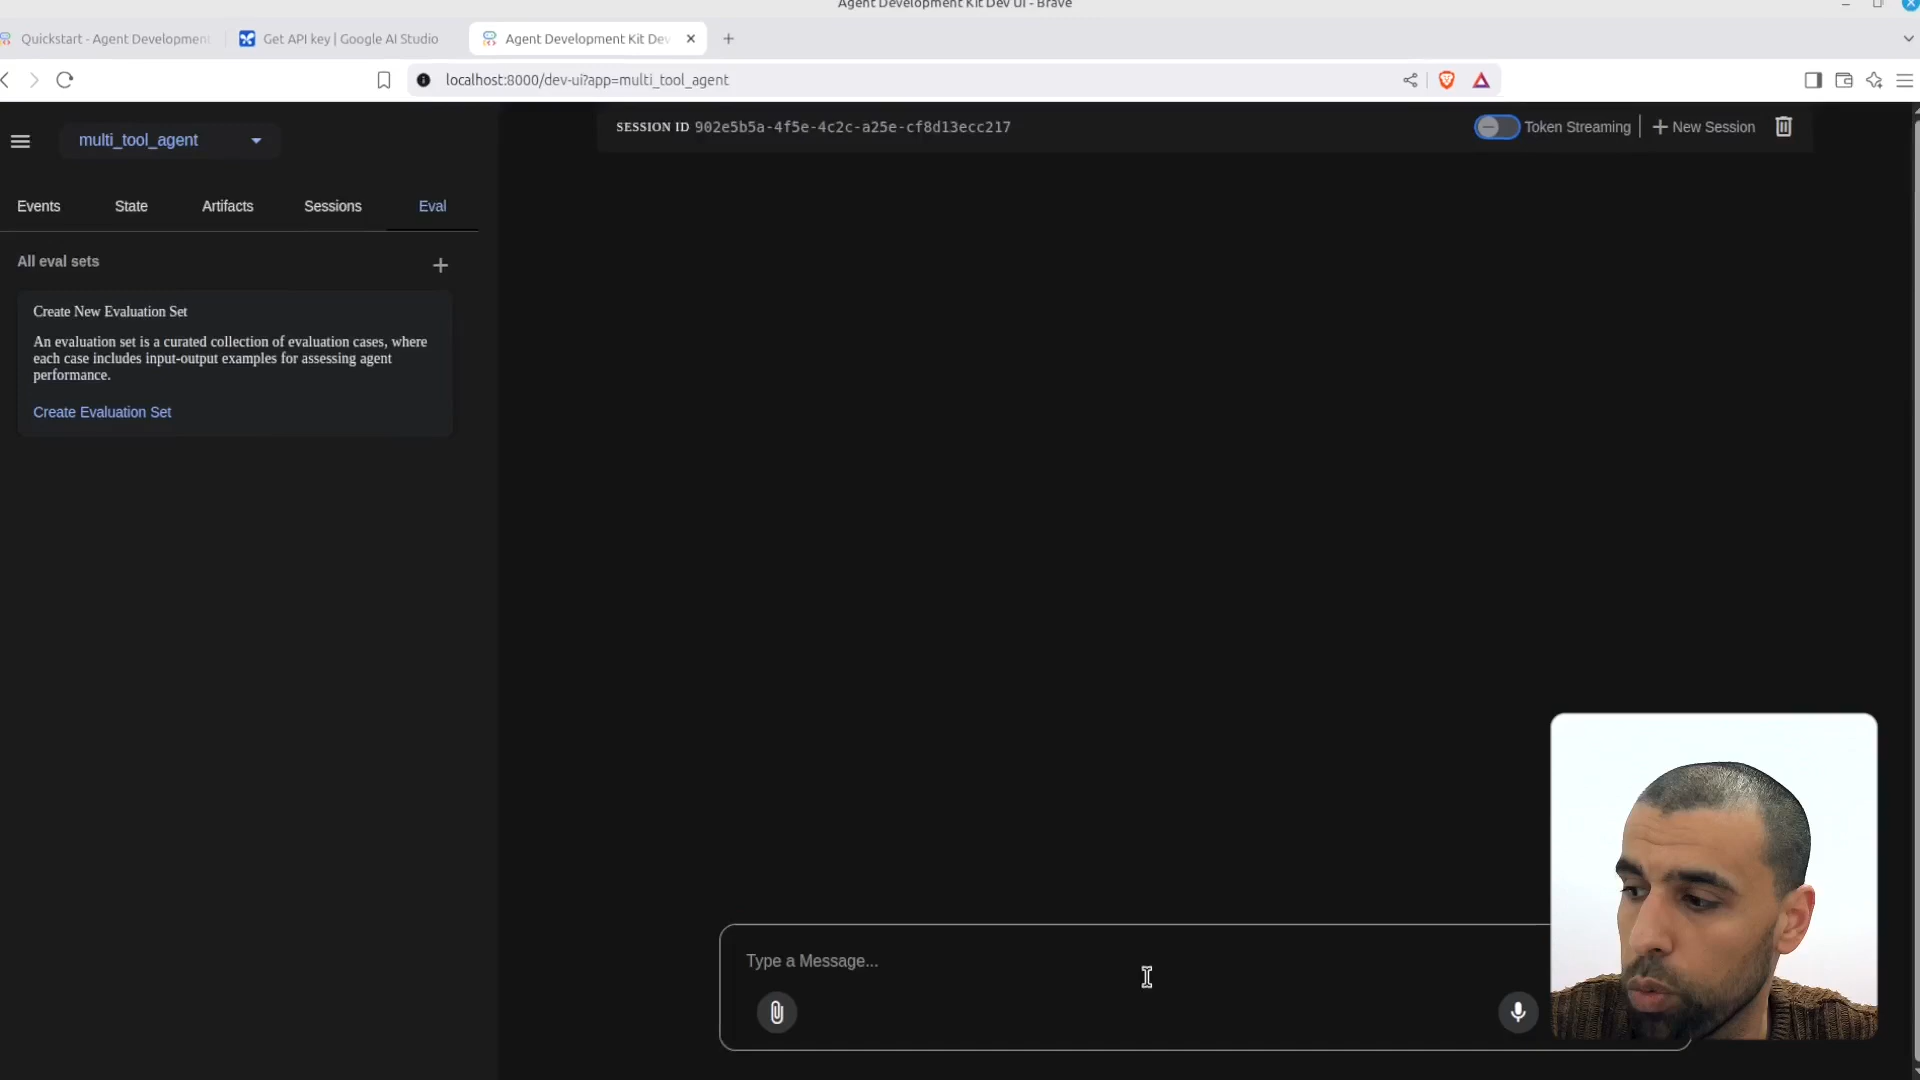 Agent Development Kit Dev UI - Brave
Quickstart - Agent Development
Get API key | Google AI Studio
Agent Development Kit Dev
localhost:8000/dev-ui?app=multi_tool_agent
multi_tool_agent
SESSION ID 902e5b5a-4f5e-4c2c-a25e-cf8d13ecc217
Token Streaming
New Session
Events
State
Artifacts
Sessions
Eval
All eval sets
Create New Evaluation Set
An evaluation set is a curated collection of evaluation cases, where
each case includes input-output examples for assessing agent
performance.
Create Evaluation Set
Type a Message...